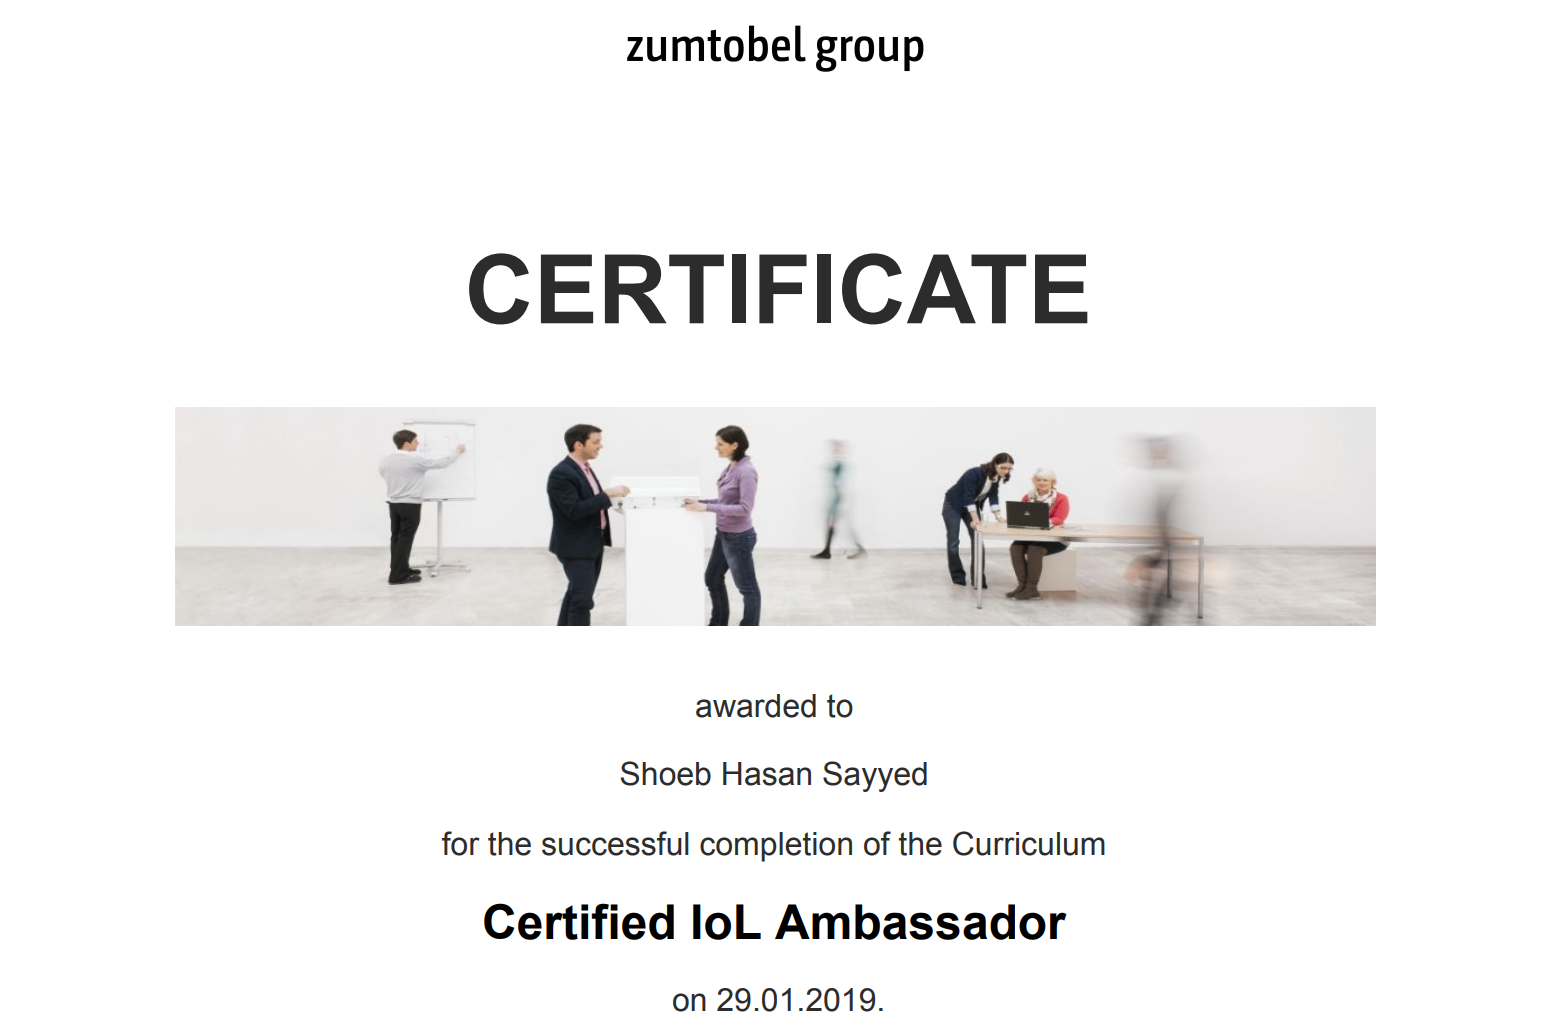 zumtobel group
CERTIFICATE
awarded to
Shoeb Hasan Sayyed
for the successful completion of the Curriculum
Certified IoL Ambassador
on 29.01.2019.